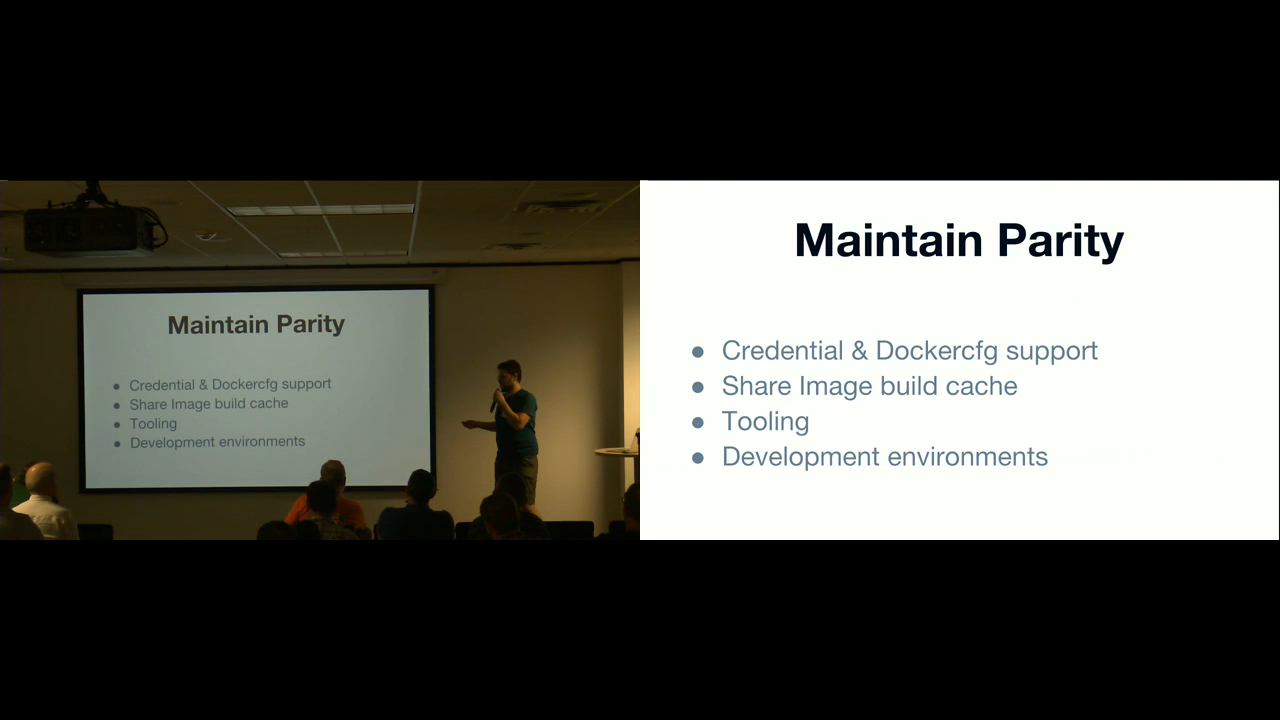 Maintain Parity
● Credential & Dockercfg support
● Share Image build cache
● Tooling
● Development environments
Maintain Parity
● Credential & Dockercfg support
● Share Image build cache
● Tooling
● Development environments